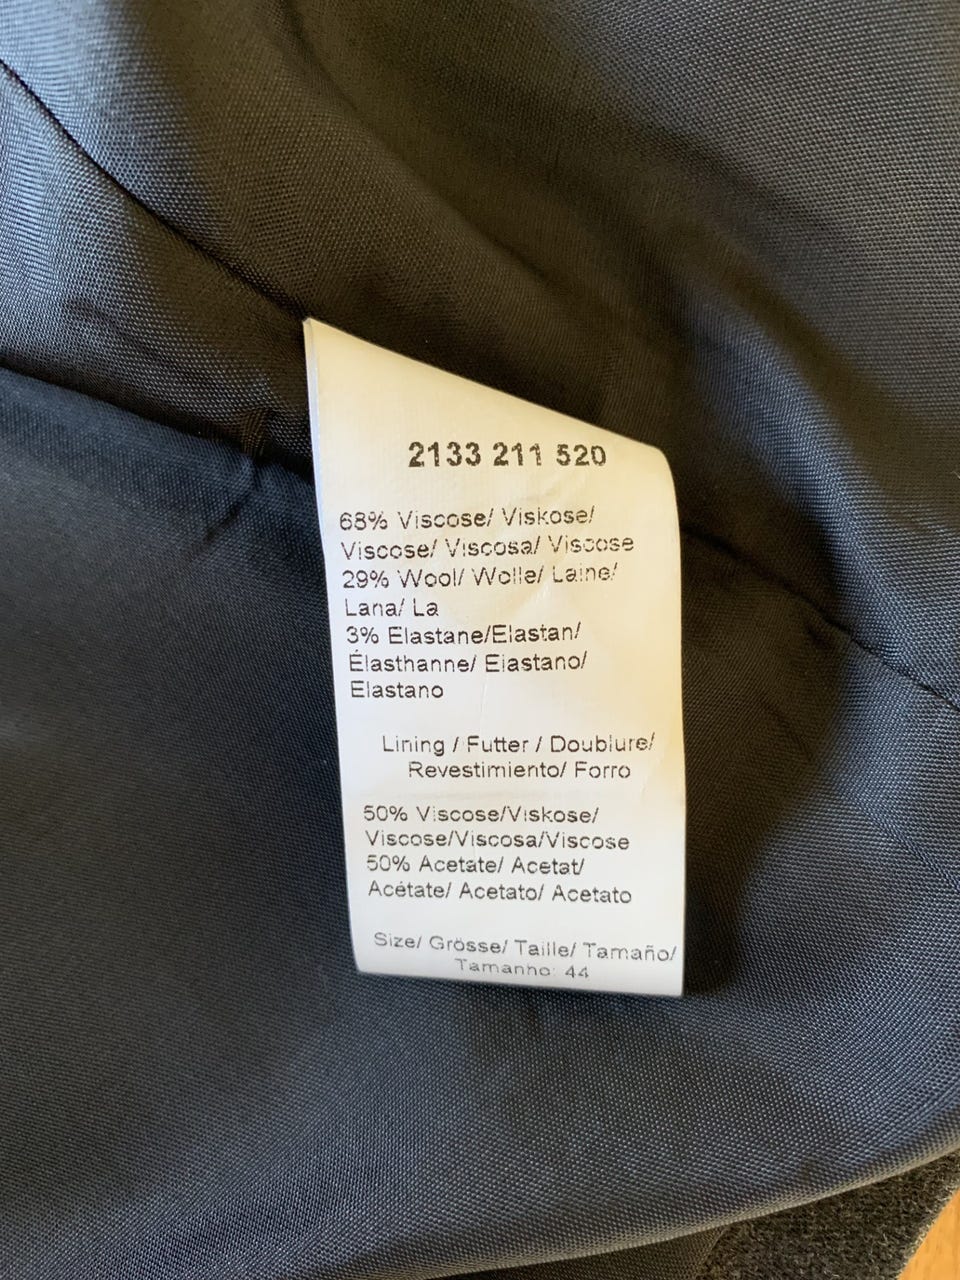 2133 211 520
68% Viscose/ Viskose/
Viscose/ Viscosa/ Viscose
29% Wool/ Wolle/ Laine/
Lana/ La
3% Elastane/Elastan/
Élasthanne/ Elastano/
Elastano
Lining / Futter / Doublure/
Revestimiento/ Forro
50% Viscose/Viskose/
Viscose/Viscosa/Viscose
50% Acetate/ Acetat/
Acétate/ Acetato/ Acetato
Size/ Grösse/ Taille/ Tamaño/
Tamanho: 44